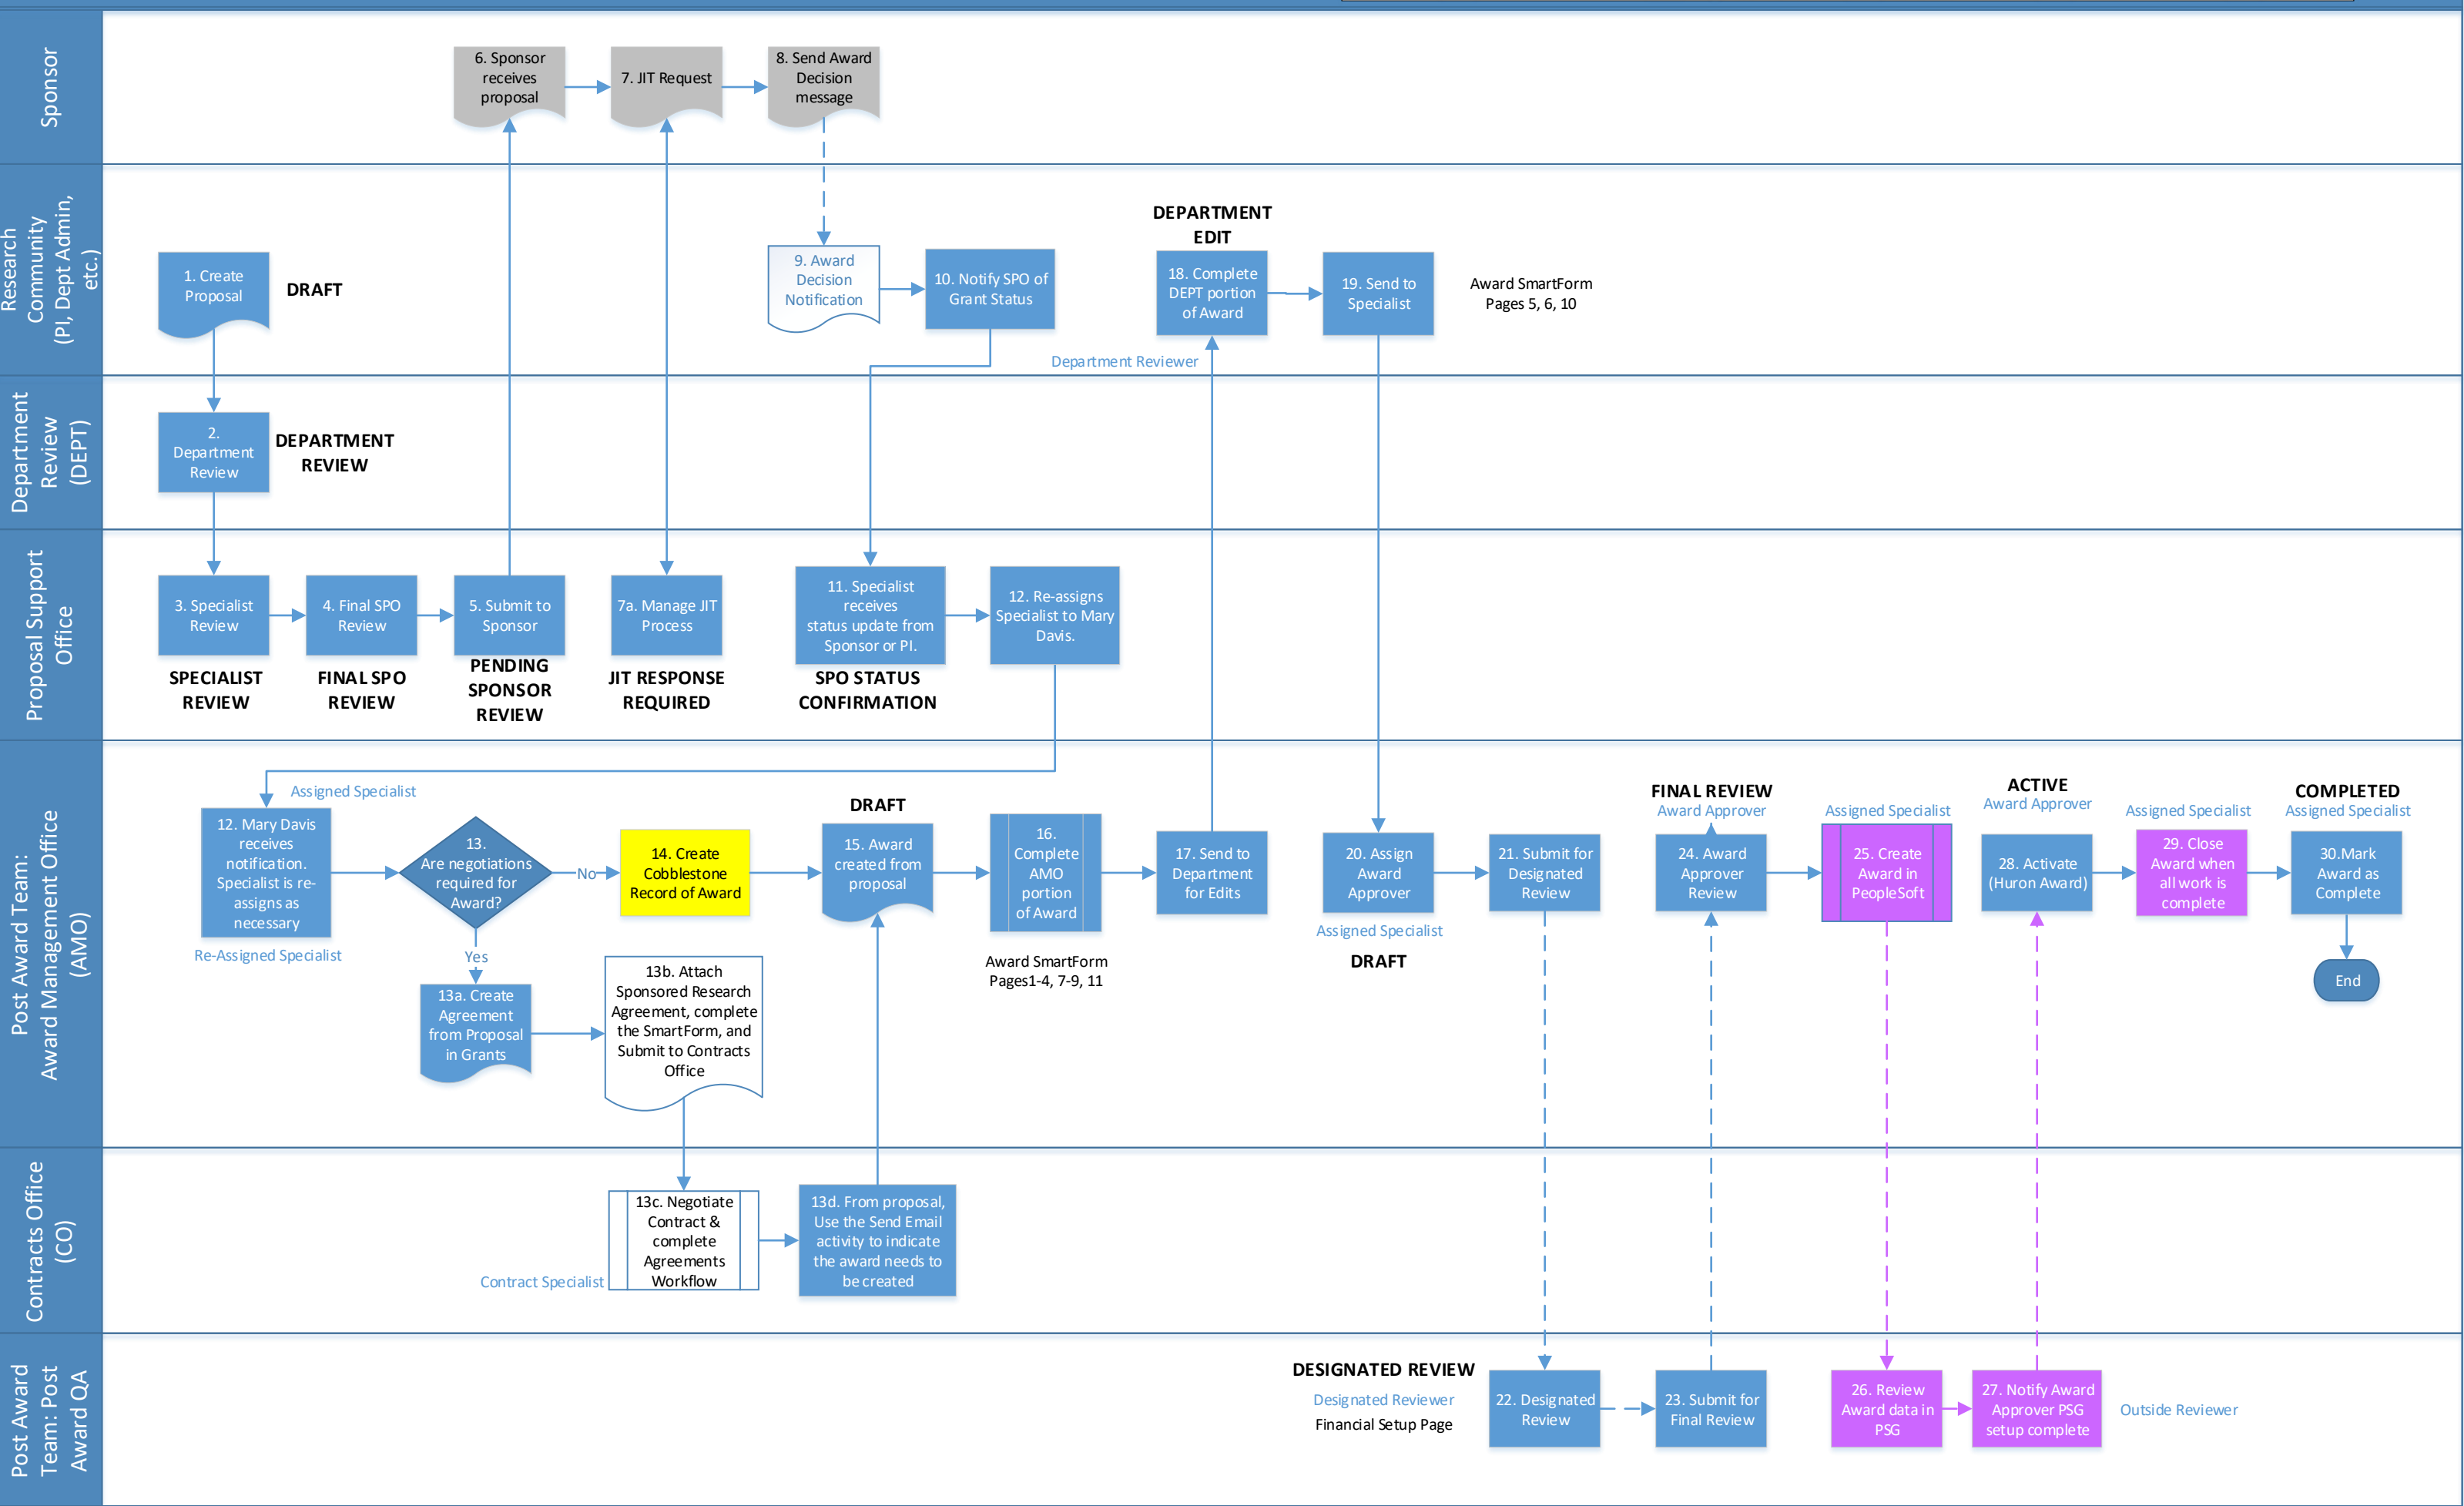 Sponsor
6. Sponsor
receives
proposal
7. JIT Request
8. Send Award
Decision
message
Research
Community
(PI, Dept Admin,
etc.)
1. Create
Proposal
DRAFT
9. Award
Decision
Notification
10. Notify SPO of
Grant Status
DEPARTMENT
EDIT
18. Complete
DEPT portion
of Award
19. Send to
Specialist
Award SmartForm
Pages 5, 6, 10
Department Reviewer
Department
Review
(DEPT)
2.
Department
Review
DEPARTMENT
REVIEW
Proposal Support
Office
3. Specialist
Review
SPECIALIST
REVIEW
4. Final SPO
Review
FINAL SPO
REVIEW
5. Submit to
Sponsor
PENDING
SPONSOR
REVIEW
7a. Manage JIT
Process
JIT RESPONSE
REQUIRED
11. Specialist
receives
status update from
Sponsor or PI.
SPO STATUS
CONFIRMATION
12. Re-assigns
Specialist to Mary
Davis.
Post Award Team:
Award Management Office
(AMO)
Assigned Specialist
12. Mary Davis
receives
notification.
Specialist is re-
assigns as
necessary
Re-Assigned Specialist
13.
Are negotiations
required for
Award?
No
Yes
14. Create
Cobblestone
Record of Award
DRAFT
15. Award
created from
proposal
16.
Complete
AMO
portion
of Award
Award SmartForm
Pages1-4, 7-9, 11
17. Send to
Department
for Edits
20. Assign
Award
Approver
Assigned Specialist
DRAFT
21. Submit for
Designated
Review
FINAL REVIEW
Award Approver
24. Award
Approver
Review
Assigned Specialist
25. Create
Award in
PeopleSoft
ACTIVE
Award Approver
28. Activate
(Huron Award)
Assigned Specialist
29. Close
Award when
all work is
complete
COMPLETED
Assigned Specialist
30.Mark
Award as
Complete
End
13a. Create
Agreement
from Proposal
in Grants
13b. Attach
Sponsored Research
Agreement, complete
the SmartForm, and
Submit to Contracts
Office
Contracts Office
(CO)
Contract Specialist
13c. Negotiate
Contract &
complete
Agreements
Workflow
13d. From proposal,
Use the Send Email
activity to indicate
the award needs to
be created
Post Award
Team: Post
Award QA
DESIGNATED REVIEW
Designated Reviewer
Financial Setup Page
22. Designated
Review
23. Submit for
Final Review
26. Review
Award data in
PSG
27. Notify Award
Approver PSG
setup complete
Outside Reviewer